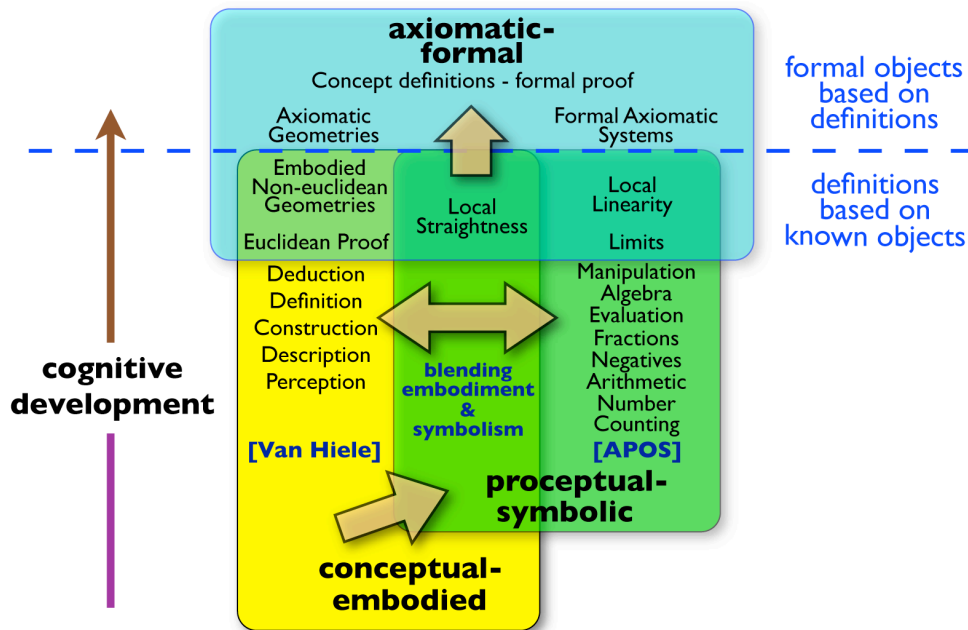 axiomatic-
formal
Concept definitions - formal proof
Axiomatic
Geometries
Formal Axiomatic
Systems
formal objects
based on
definitions
Embodied
Non-euclidean
Geometries
Euclidean Proof
Local
Straightness
Local
Linearity
Limits
definitions
based on
known objects
Deduction
Definition
Construction
Description
Perception
[Van Hiele]
blending
embodiment
&
symbolism
Manipulation
Algebra
Evaluation
Fractions
Negatives
Arithmetic
Number
Counting
[APOS]
cognitive
development
proceptual-
symbolic
conceptual-
embodied